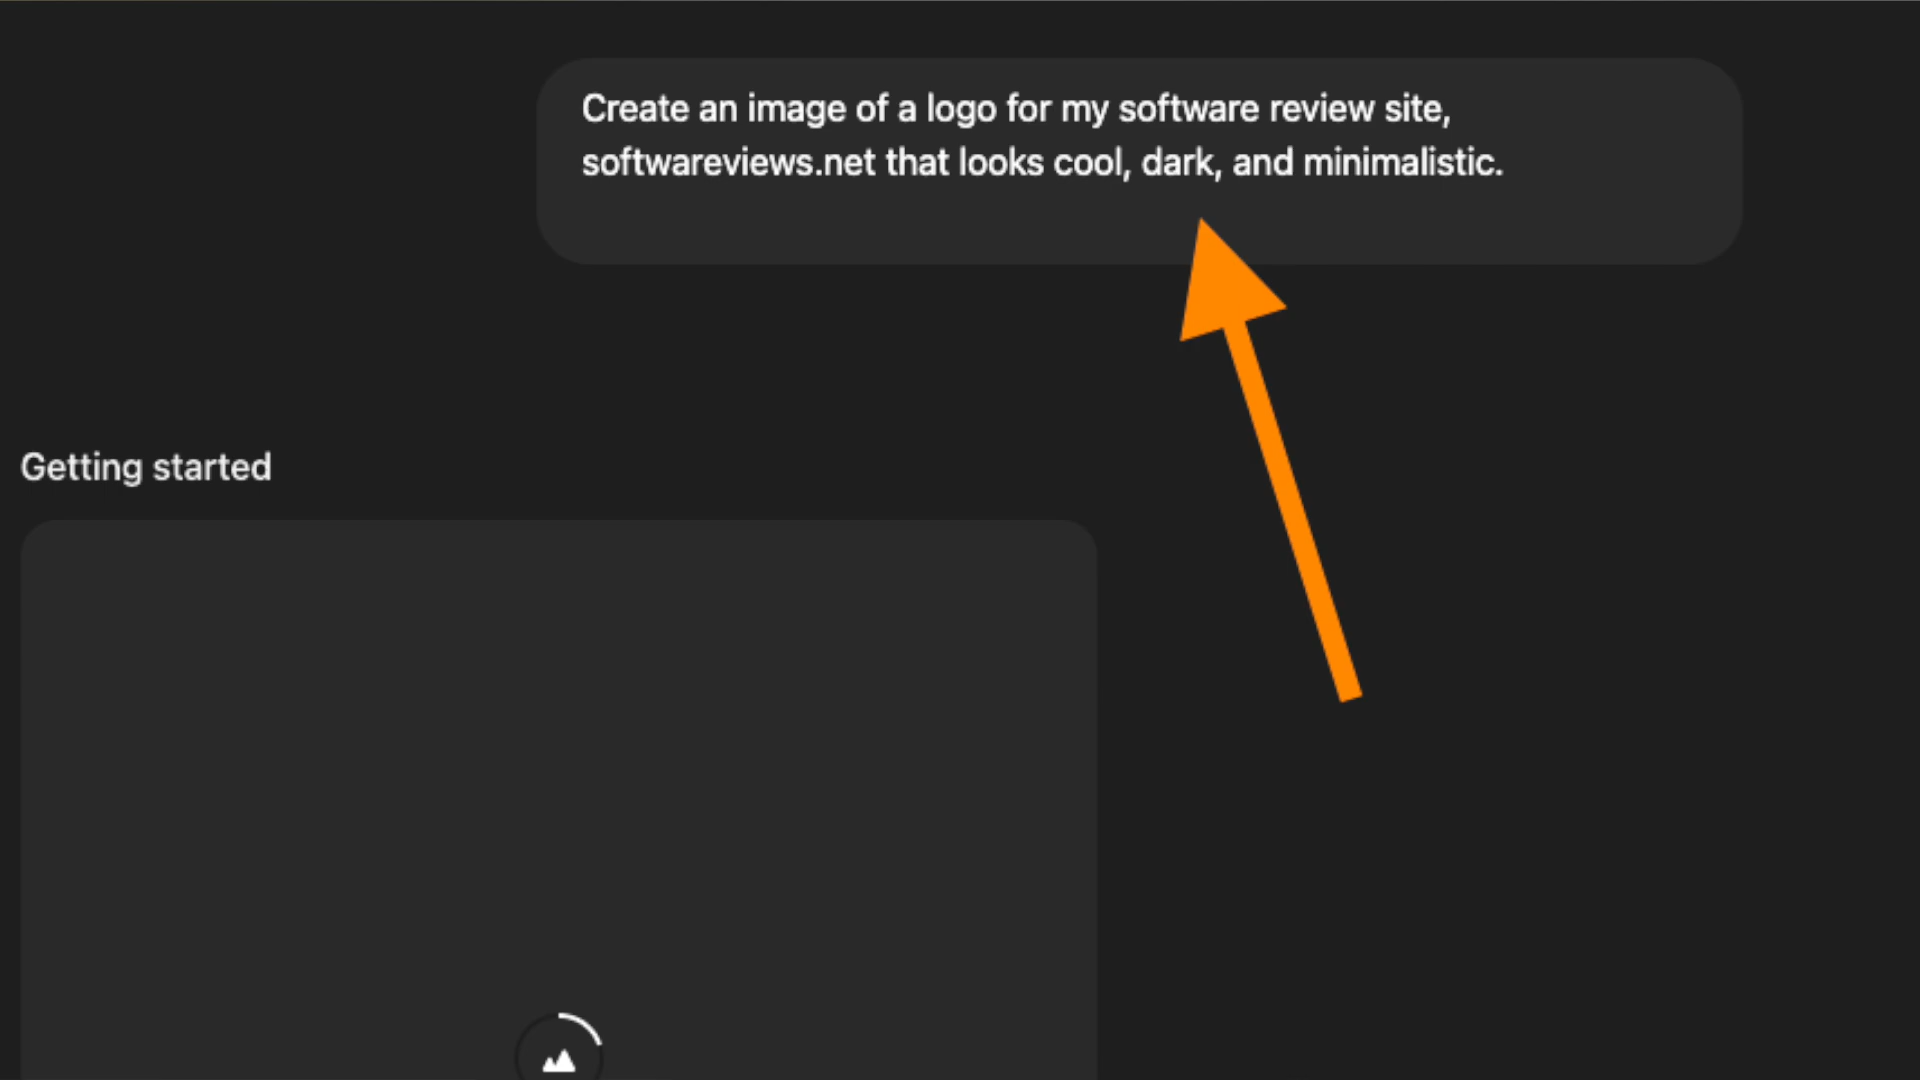 Create an image of a logo for my software review site,
softwareviews.net that looks cool, dark, and minimalistic.
Getting started